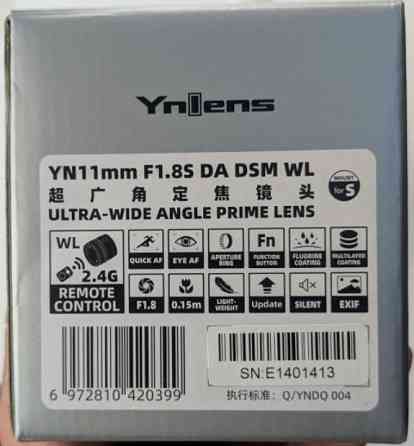 Ynlens
YN11mm F1.8S DA DSM WL
超广角定焦镜头
ULTRA-WIDE ANGLE PRIME LENS
MOUNT
for S
WL
2.4G
REMOTE
CONTROL
QUICK AF
EYE AF
APERTURE
RING
Fn
FUNCTION
BUTTON
FLUORINE
COATING
MULTILAYER
COATING
F1.8
0.15m
LIGHT-
WEIGHT
Update
SILENT
EXIF
6 972810 420399
SN:E1401413
执行标准: Q/YNDQ 004